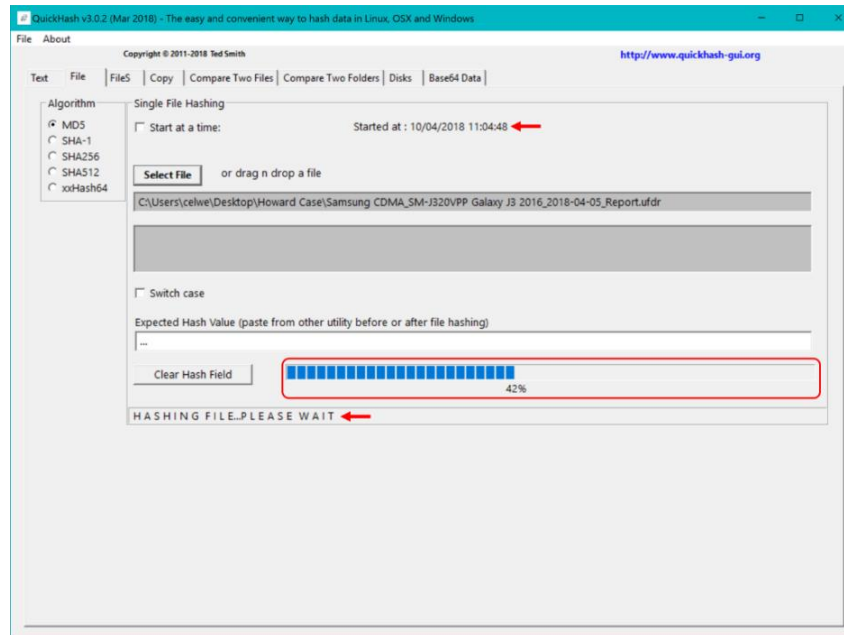 QuickHash v3.0.2 (Mar 2018) - The easy and convenient way to hash data in Linux, OSX and Windows
File About
Copyright © 2011-2018 Ted Smith http://www.quickhash-gui.org
Text File FileS Copy Compare Two Files Compare Two Folders Disks Base64 Data
Algorithm Single File Hashing
MD5 Start at a time: Started at : 10/04/2018 11:04:48
SHA-1
SHA256
SHA512 Select File or drag n drop a file
xxHash64
C:\Users\celwe\Desktop\Howard Case\Samsung CDMA_SM-J320VPP Galaxy J3 2016_2018-04-05_Report.ufdr
Switch case
Expected Hash Value (paste from other utility before or after file hashing)
...
Clear Hash Field
42%
HASHING FILE...PLEASE WAIT